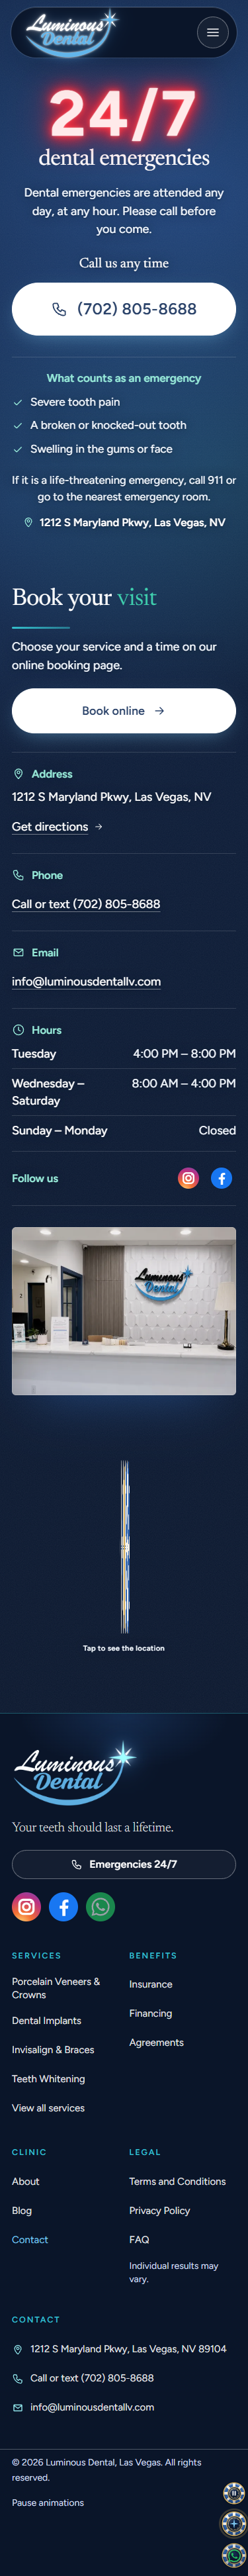 Luminous
Dental
24/7
dental emergencies
Dental emergencies are attended any
day, at any hour. Please call before
you come.
Call us any time
(702) 805-8688
What counts as an emergency
Severe tooth pain
A broken or knocked-out tooth
Swelling in the gums or face
If it is a life-threatening emergency, call 911 or
go to the nearest emergency room.
1212 S Maryland Pkwy, Las Vegas, NV
Book your visit
Choose your service and a time on our
online booking page.
Book online
Address
1212 S Maryland Pkwy, Las Vegas, NV
Get directions
Phone
Call or text (702) 805-8688
Email
info@luminousdentallv.com
Hours
Tuesday 4:00 PM – 8:00 PM
Wednesday – Saturday 8:00 AM – 4:00 PM
Sunday – Monday Closed
Follow us
Luminous
Dental
Tap to see the location
Luminous
Dental
Your teeth should last a lifetime.
Emergencies 24/7
SERVICES
Porcelain Veneers &
Crowns
Dental Implants
Invisalign & Braces
Teeth Whitening
View all services
BENEFITS
Insurance
Financing
Agreements
CLINIC
About
Blog
Contact
LEGAL
Terms and Conditions
Privacy Policy
FAQ
Individual results may
vary.
CONTACT
1212 S Maryland Pkwy, Las Vegas, NV 89104
Call or text (702) 805-8688
info@luminousdentallv.com
© 2026 Luminous Dental, Las Vegas. All rights
reserved.
Pause animations